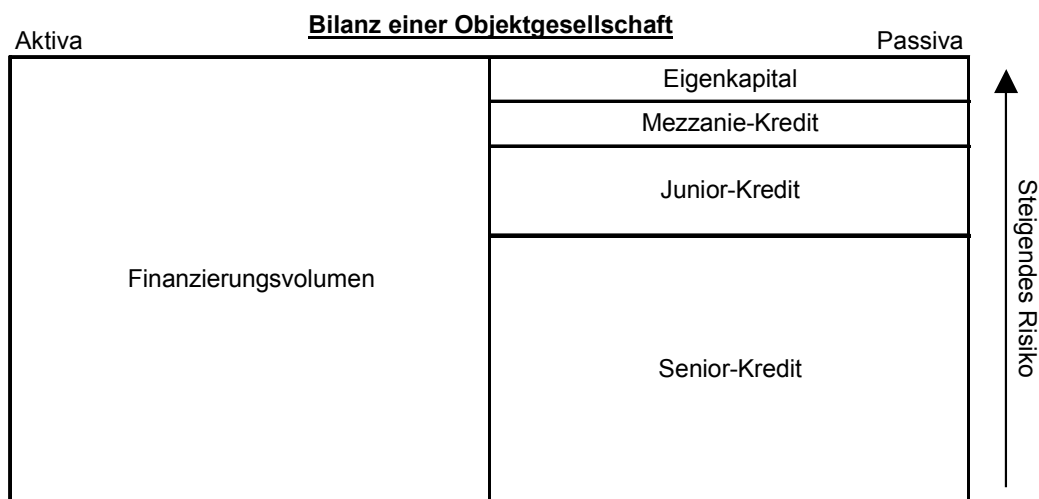 Bilanz einer Objektgesellschaft
Aktiva
Passiva
Eigenkapital
Mezzanie-Kredit
Junior-Kredit
Finanzierungsvolumen
Senior-Kredit
Steigendes Risiko